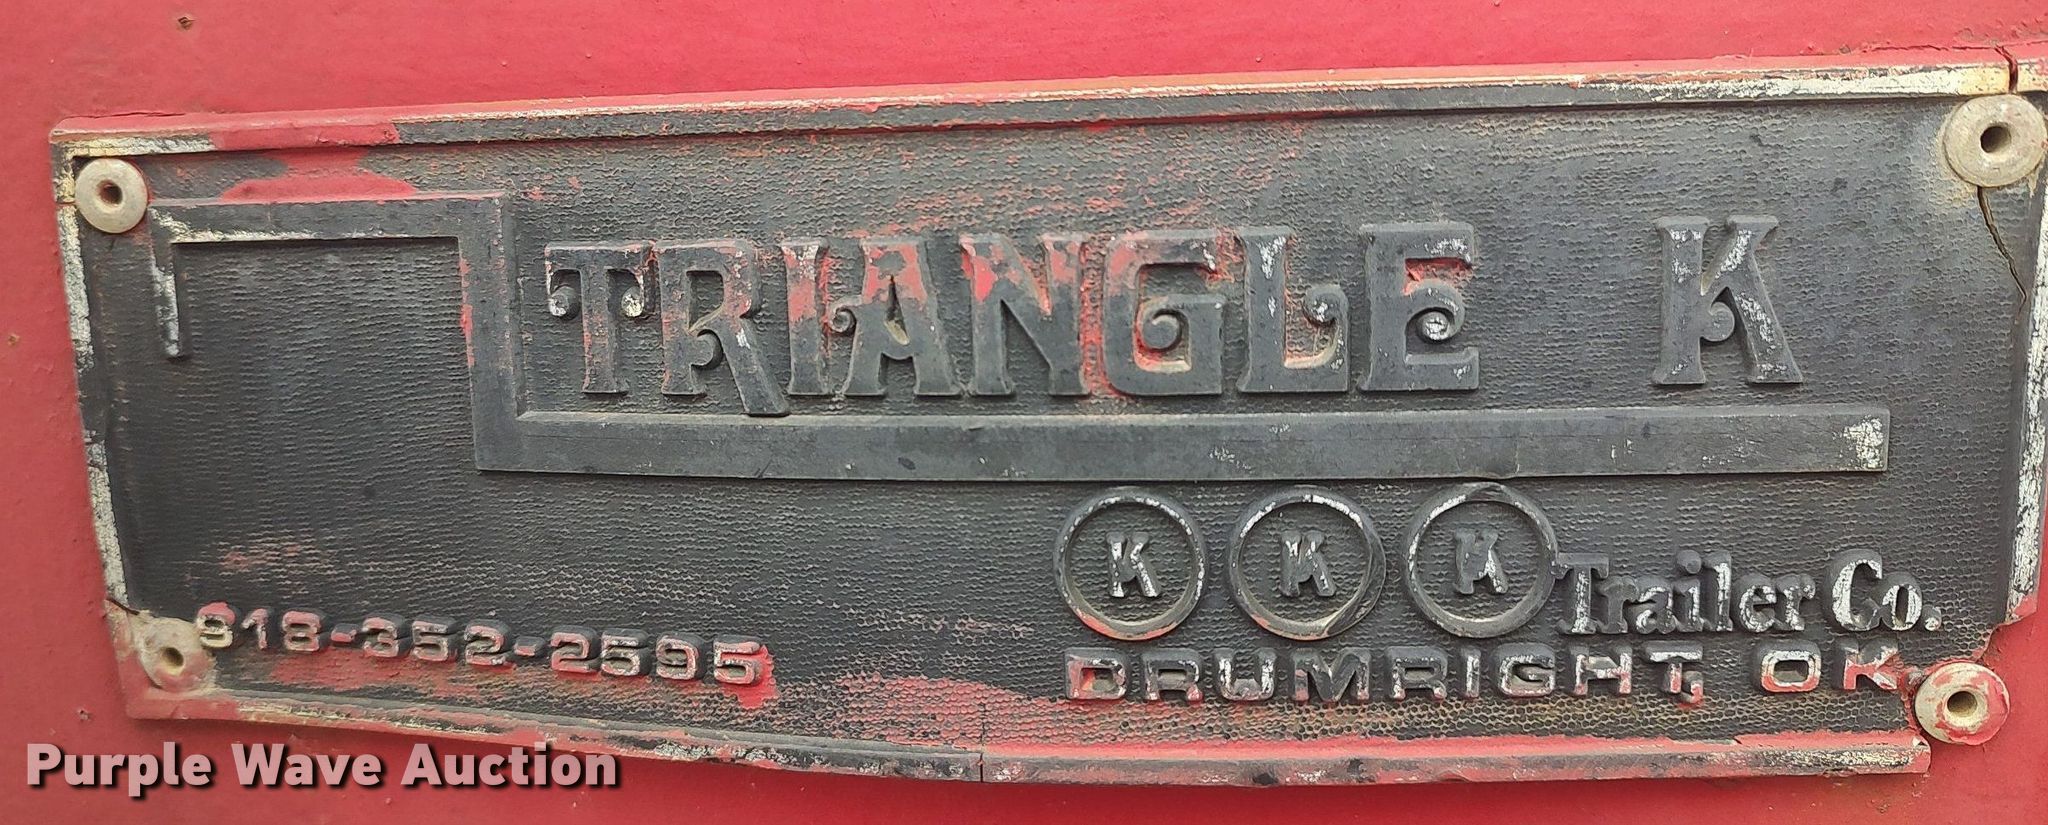 TRIANGLE K
K K K Trailer Co.
918-352-2595
DRUMRIGHT, OK.
Purple Wave Auction